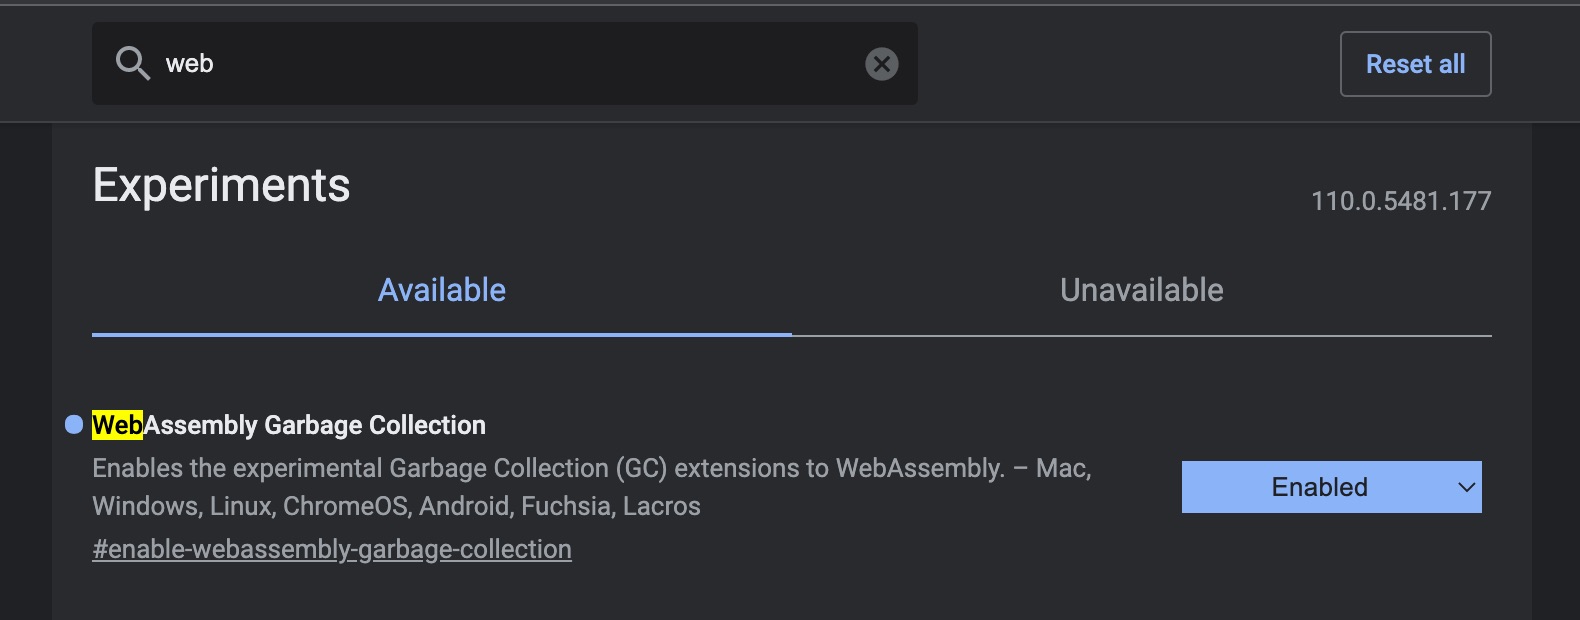 web
Reset all
Experiments
110.0.5481.177
Available
Unavailable
WebAssembly Garbage Collection
Enables the experimental Garbage Collection (GC) extensions to WebAssembly. – Mac,
Windows, Linux, ChromeOS, Android, Fuchsia, Lacros
#enable-webassembly-garbage-collection
Enabled